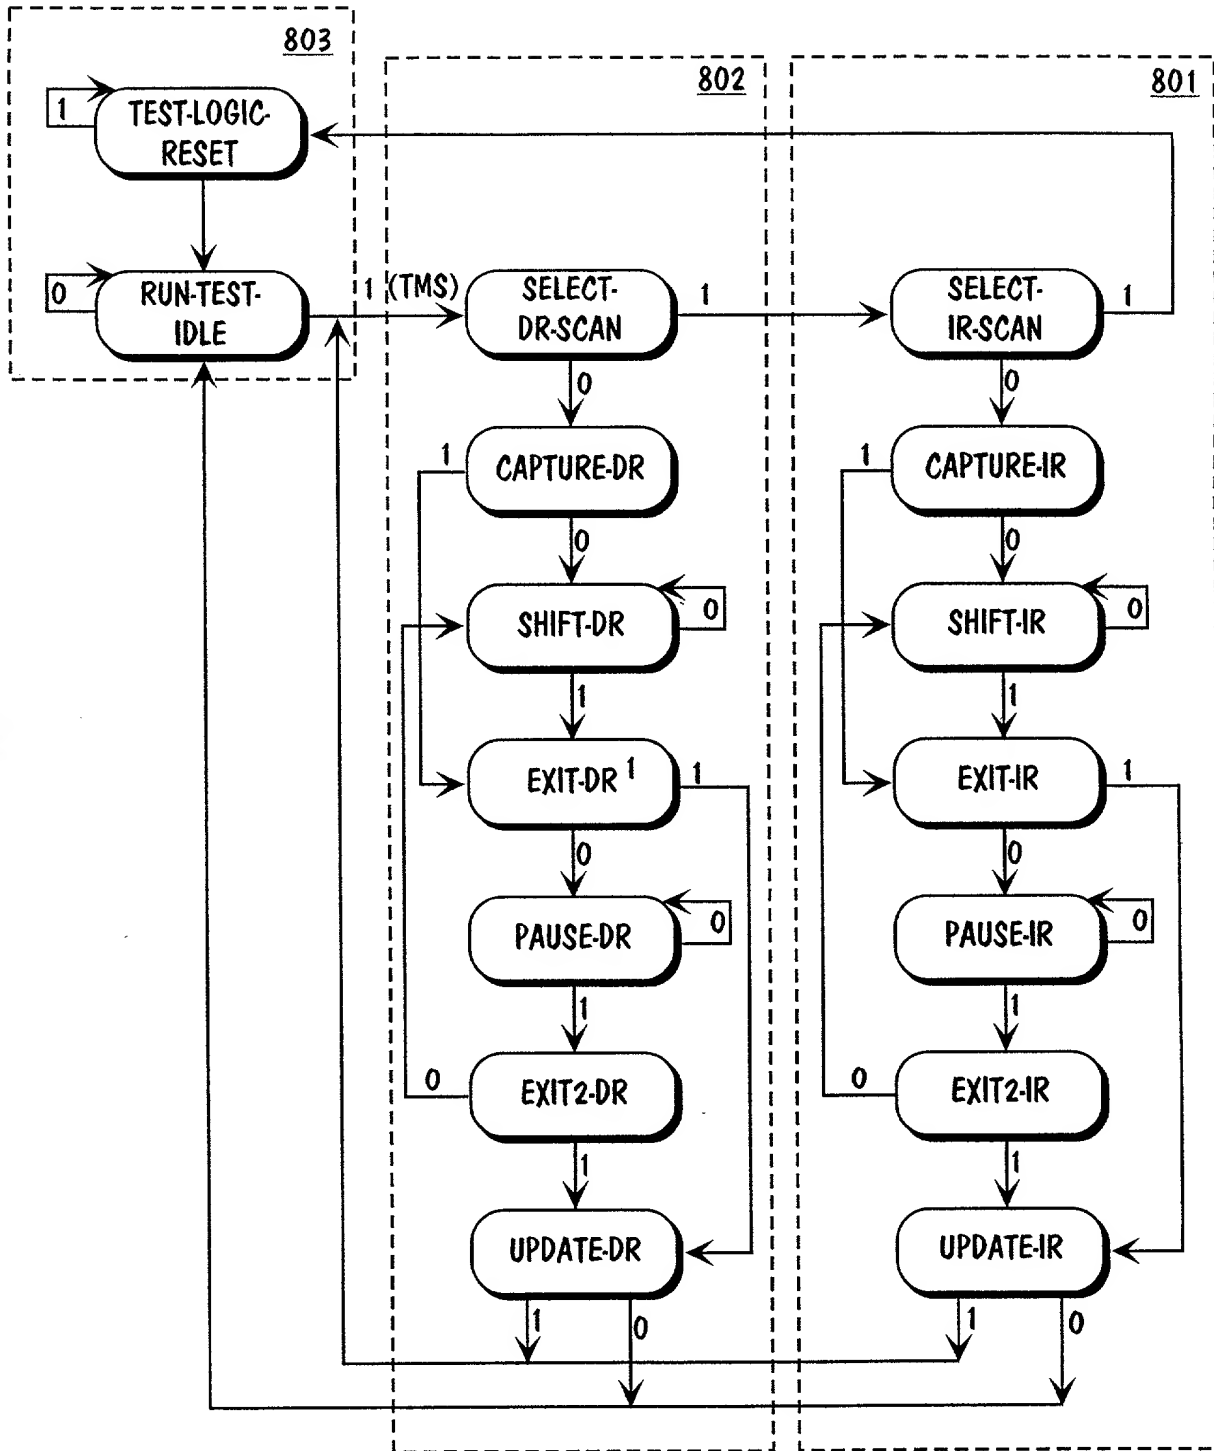 803
802
801
1
TEST-LOGIC-
RESET
0
RUN-TEST-
IDLE
1 (TMS)
SELECT-
DR-SCAN
1
SELECT-
IR-SCAN
1
0
0
1
CAPTURE-DR
1
CAPTURE-IR
0
0
SHIFT-DR
0
SHIFT-IR
0
1
1
EXIT-DR 1
1
EXIT-IR
1
0
0
PAUSE-DR
0
PAUSE-IR
0
1
1
0
EXIT2-DR
0
EXIT2-IR
1
1
UPDATE-DR
UPDATE-IR
1
0
1
0